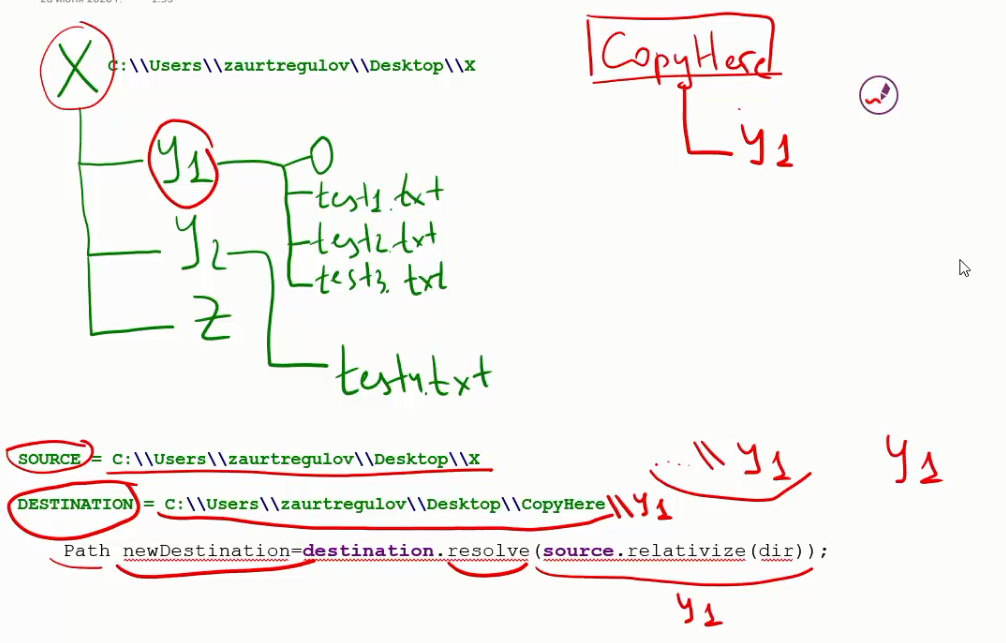 X C:\\Users\\zaurtregulov\\Desktop\\X
CopyHere
y1
y1
O
test1.txt
test2.txt
test3.txt
y2
z
test4.txt
SOURCE = C:\\Users\\zaurtregulov\\Desktop\\X
....\\ y1
y1
DESTINATION = C:\\Users\\zaurtregulov\\Desktop\\CopyHere\\y1
Path newDestination=destination.resolve(source.relativize(dir));
y1